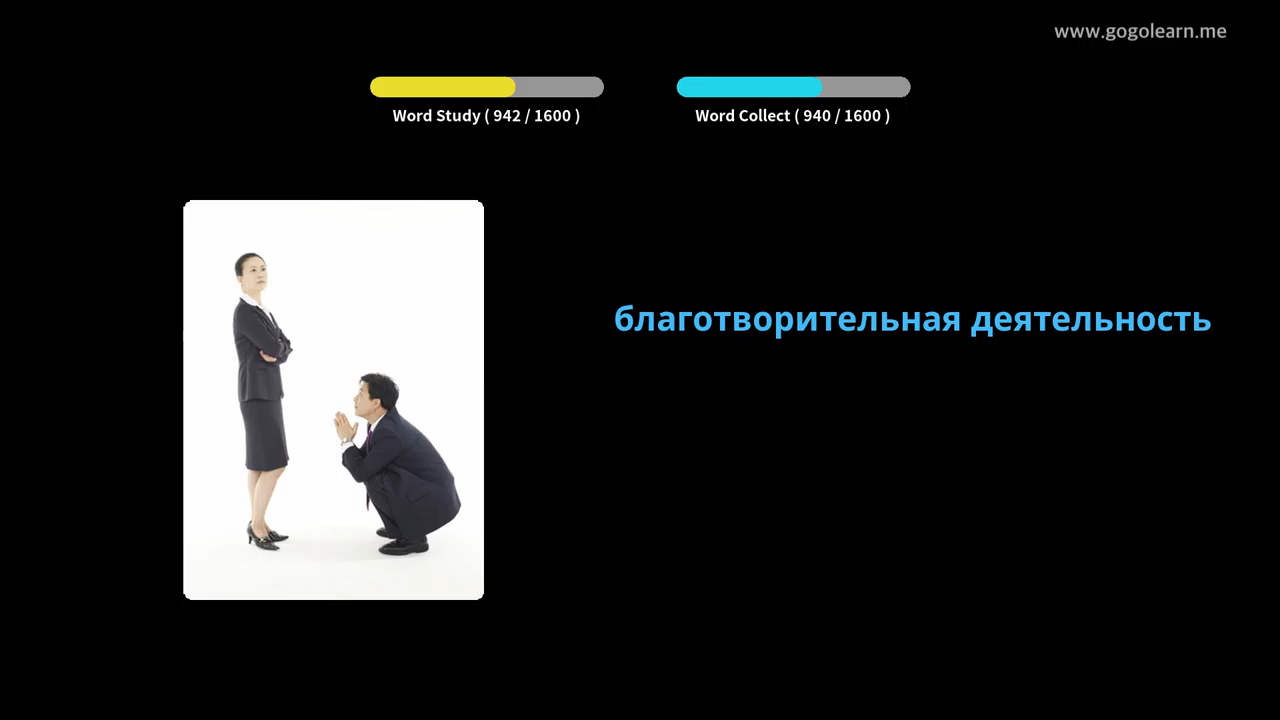 www.gogolearn.me
Word Study ( 942 / 1600 )
Word Collect ( 940 / 1600 )
благотворительная деятельность